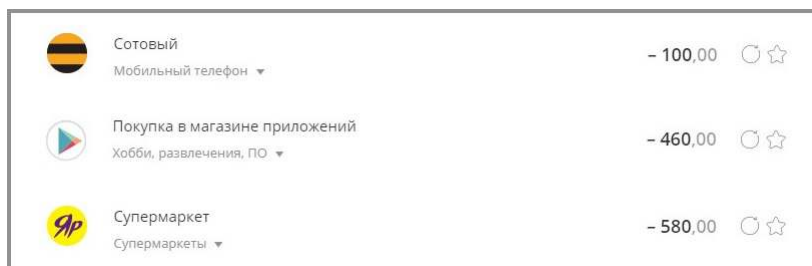 Сотовый
– 100,00
Мобильный телефон
Покупка в магазине приложений
– 460,00
Хобби, развлечения, ПО
Яр
Супермаркет
– 580,00
Супермаркеты